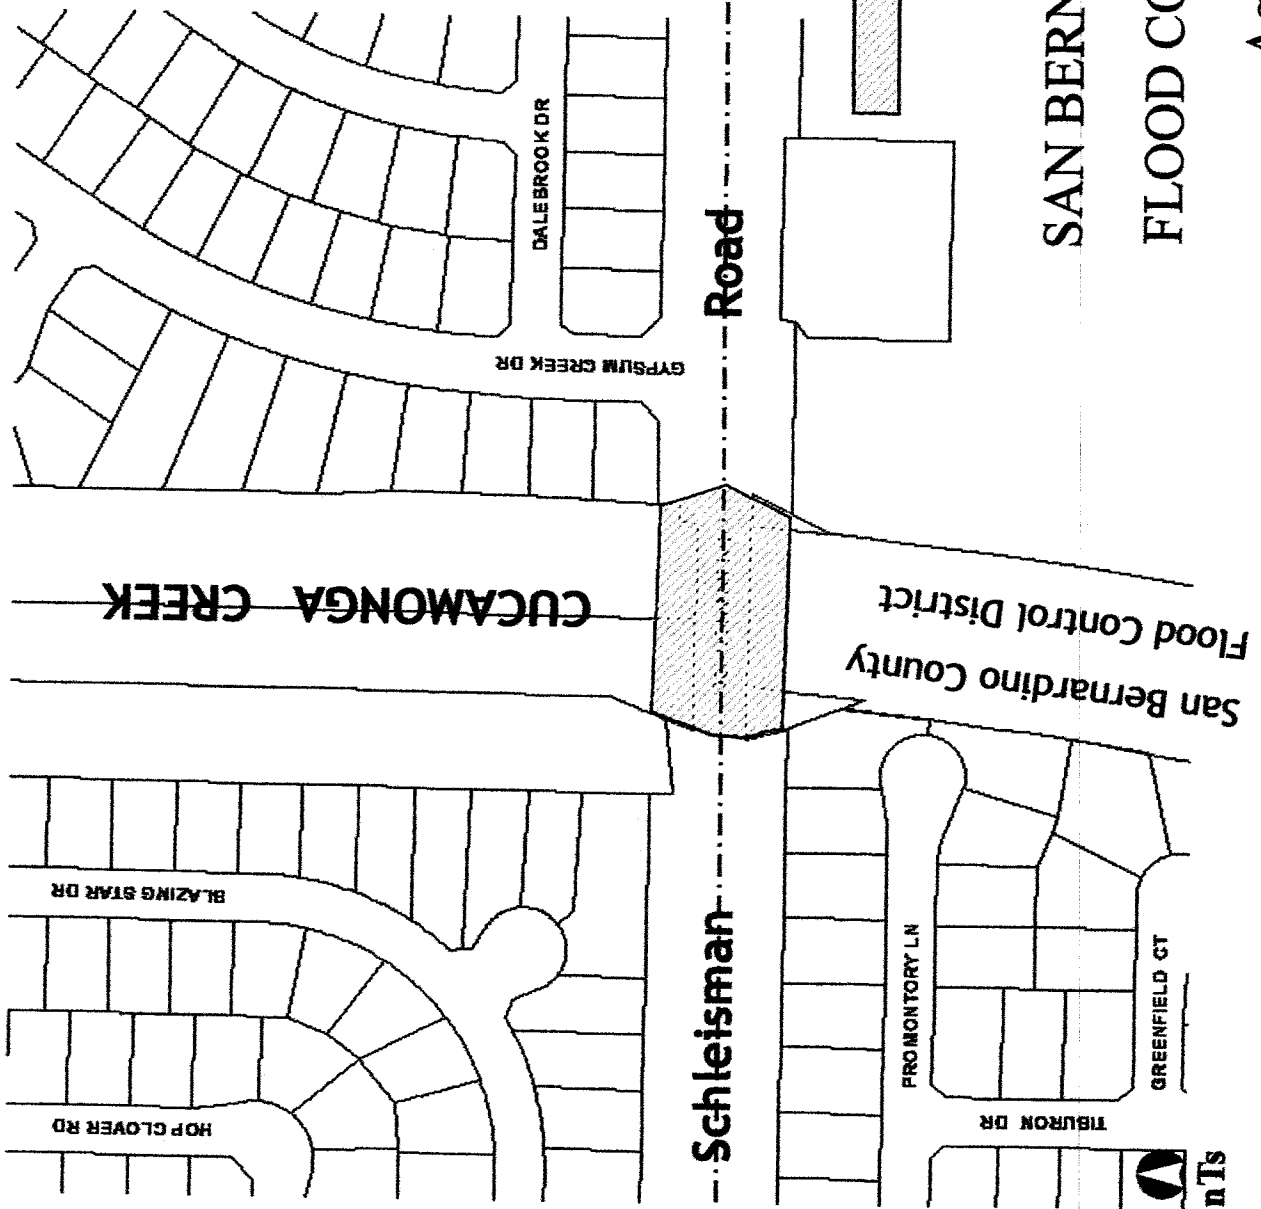 DALEBROOK DR
GYPSUM CREEK DR
Schleisman Road
CUCAMONGA CREEK
San Bernardino County
Flood Control District
BLAZING STAR DR
HOP CLOVER RD
PROMONTORY LN
GREENFIELD CT
TIBURON DR
SAN BERN
FLOOD CO